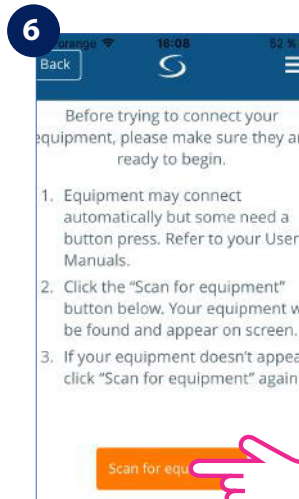 6
orange 16:08 52 %
Back
Before trying to connect your
equipment, please make sure they ar
ready to begin.
1. Equipment may connect
automatically but some need a
button press. Refer to your User
Manuals.
2. Click the "Scan for equipment"
button below. Your equipment w
be found and appear on screen.
3. If your equipment doesn't appea
click "Scan for equipment" again
Scan for equ